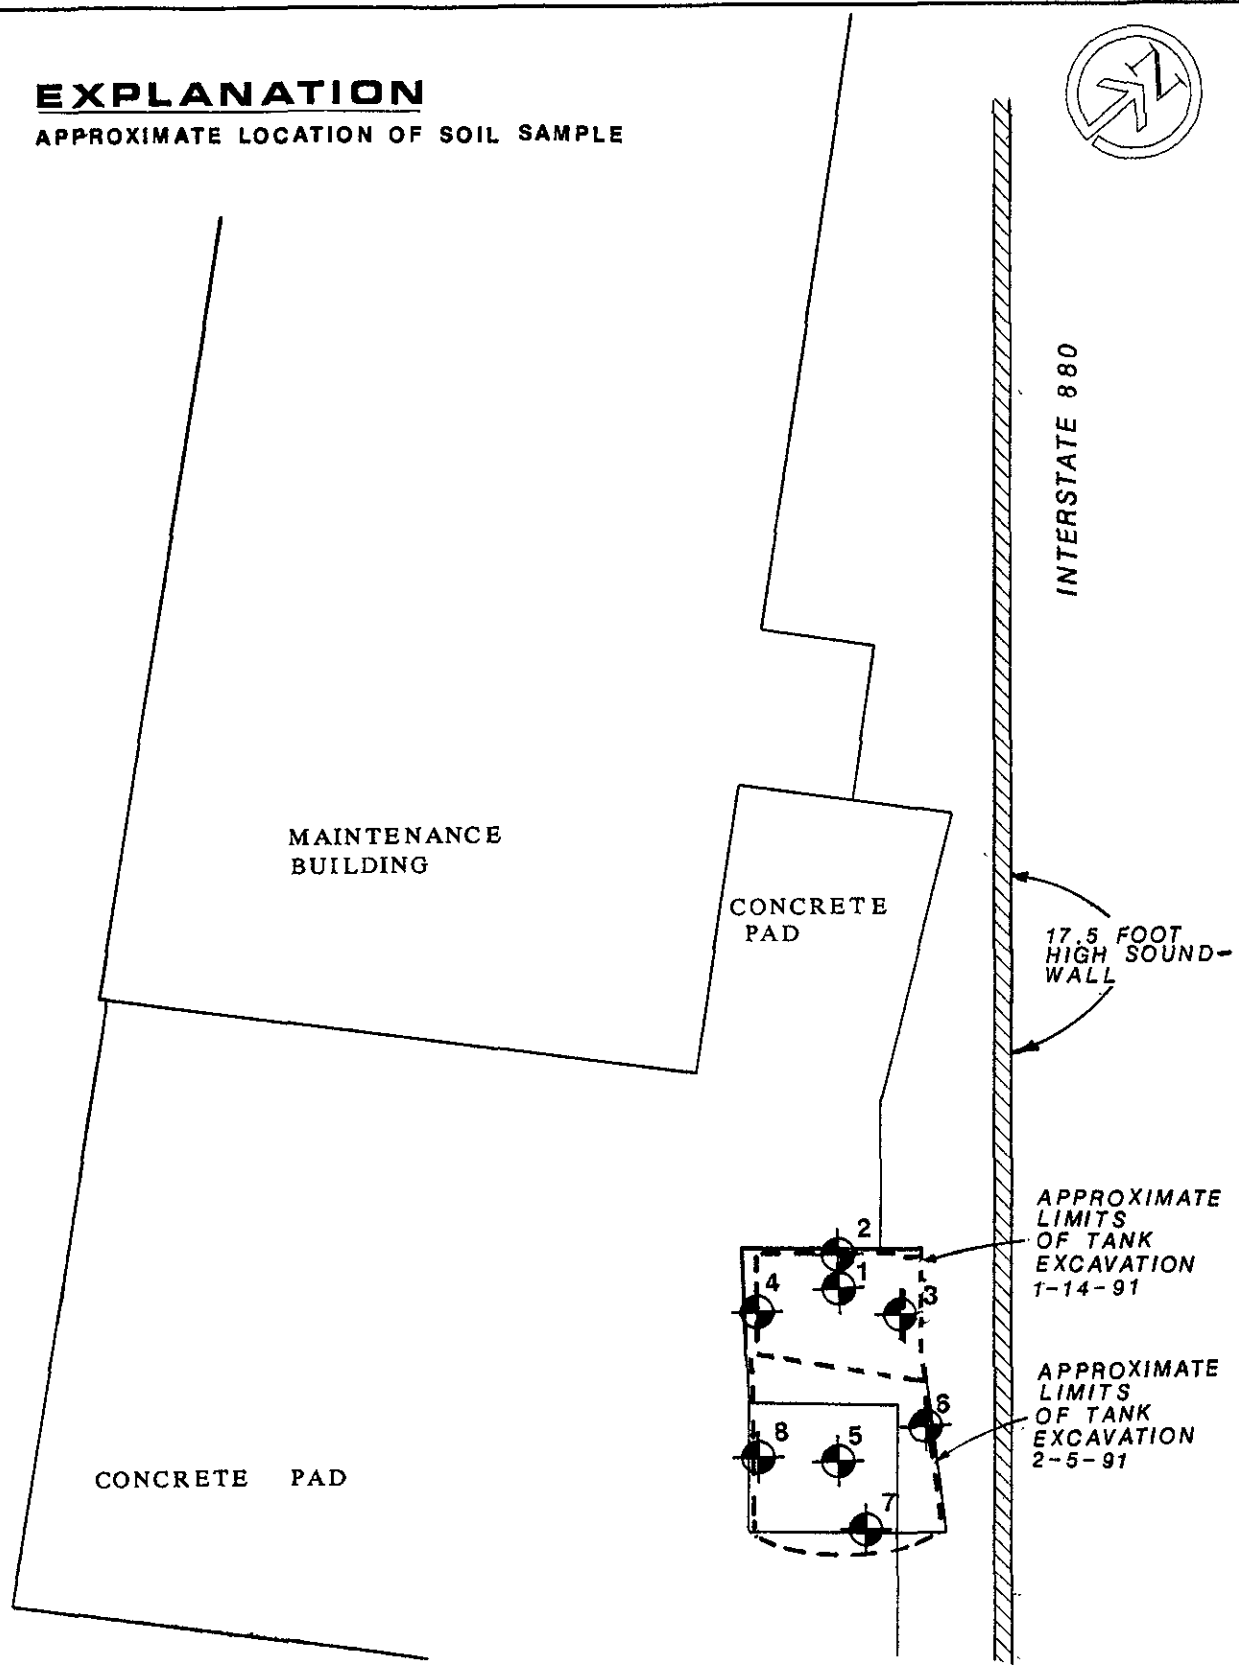 EXPLANATION
APPROXIMATE LOCATION OF SOIL SAMPLE
N
INTERSTATE 880
MAINTENANCE
BUILDING
CONCRETE
PAD
17.5 FOOT
HIGH SOUND-
WALL
APPROXIMATE
LIMITS
OF TANK
EXCAVATION
1-14-91
2
1
4
3
APPROXIMATE
LIMITS
OF TANK
EXCAVATION
2-5-91
6
8
5
7
CONCRETE PAD